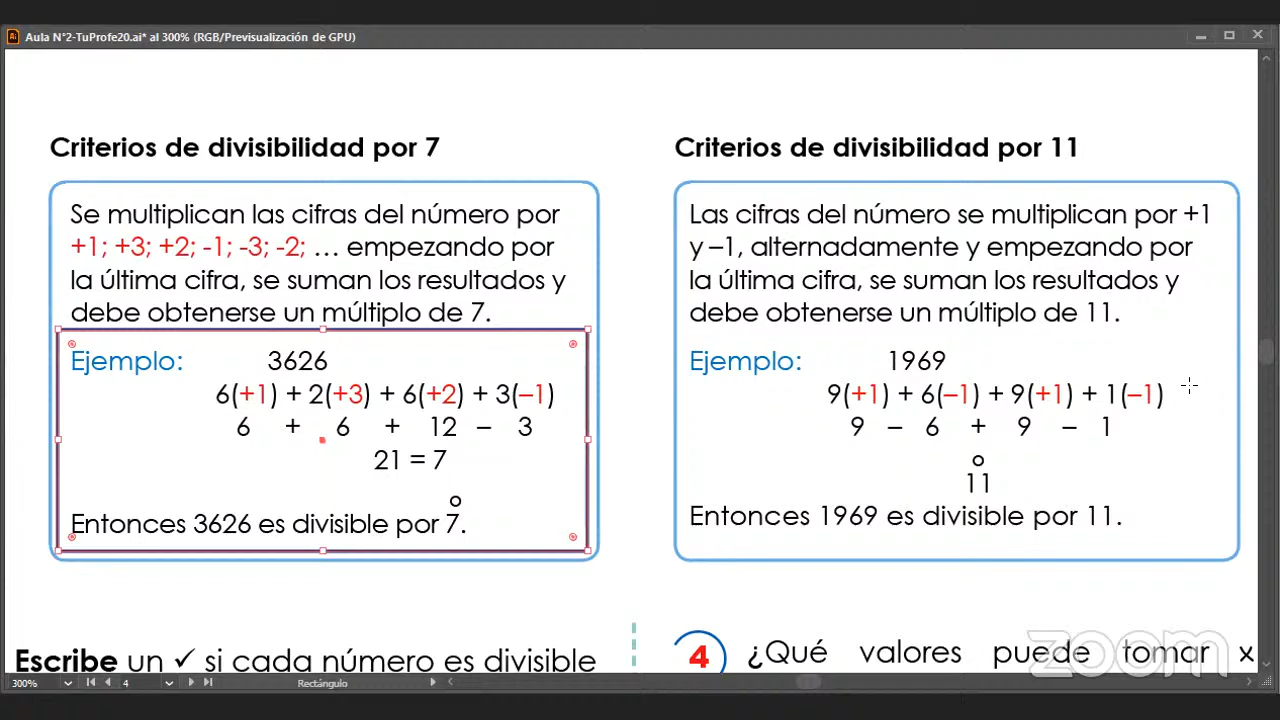 Aula N°2-TuProfe20.ai* al 300% (RGB/Previsualización de GPU)
Criterios de divisibilidad por 7
Se multiplican las cifras del número por
+1; +3; +2; -1; -3; -2; … empezando por
la última cifra, se suman los resultados y
debe obtenerse un múltiplo de 7.
Ejemplo: 3626
6(+1) + 2(+3) + 6(+2) + 3(–1)
6 + 6 + 12 – 3
21 = 7
o
Entonces 3626 es divisible por 7.
Criterios de divisibilidad por 11
Las cifras del número se multiplican por +1
y –1, alternadamente y empezando por
la última cifra, se suman los resultados y
debe obtenerse un múltiplo de 11.
Ejemplo: 1969
9(+1) + 6(–1) + 9(+1) + 1(–1)
9 – 6 + 9 – 1
o
11
Entonces 1969 es divisible por 11.
Escribe un ✓ si cada número es divisible
4 ¿Qué valores puede tomar x
zoom
300% 4 Rectángulo